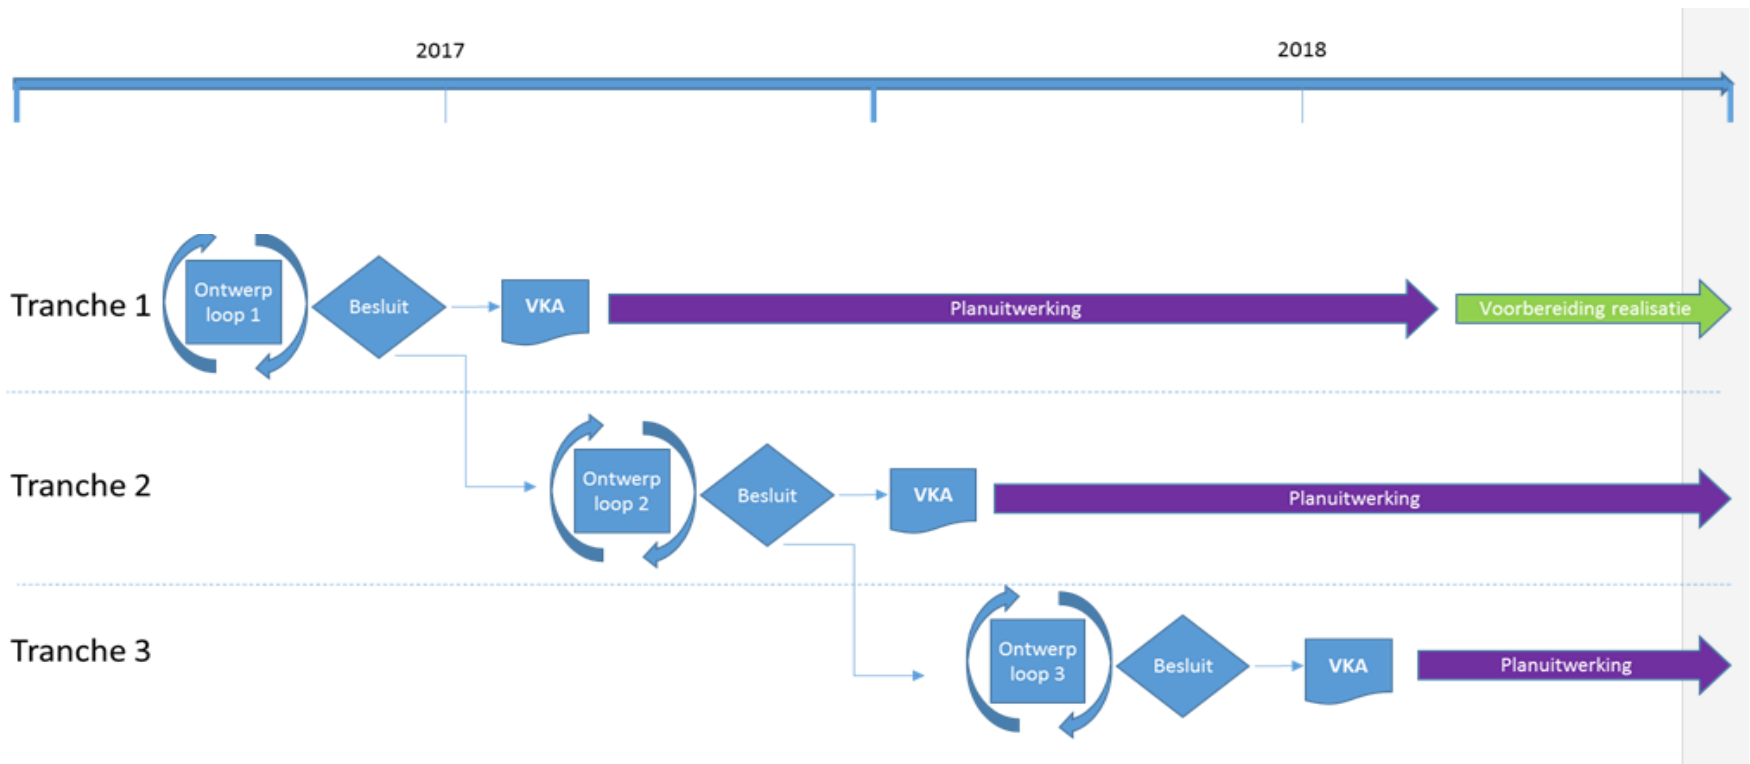 2017
2018
Tranche 1
Ontwerp
loop 1
Besluit
VKA
Planuitwerking
Voorbereiding realisatie
Tranche 2
Ontwerp
loop 2
Besluit
VKA
Planuitwerking
Tranche 3
Ontwerp
loop 3
Besluit
VKA
Planuitwerking